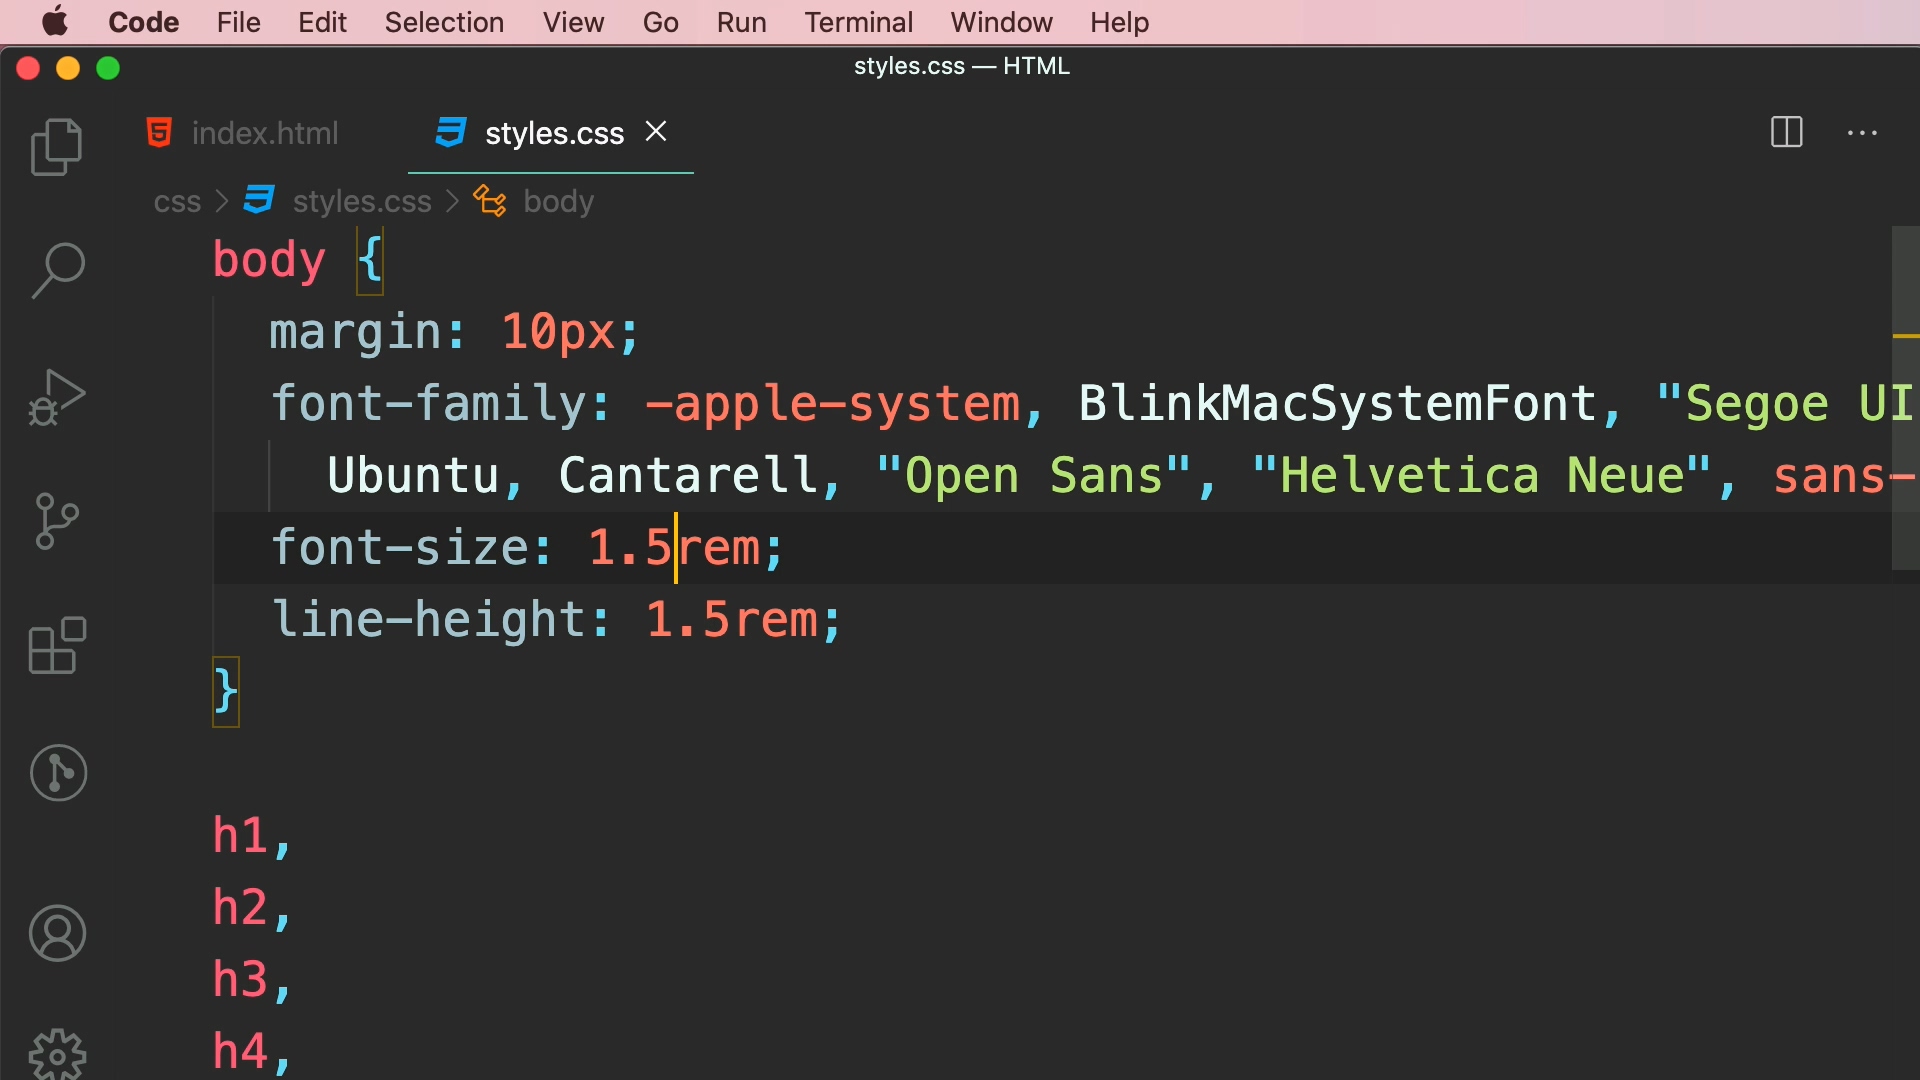 Code File Edit Selection View Go Run Terminal Window Help
styles.css — HTML
index.html styles.css
css > styles.css > body
body {
margin: 10px;
font-family: -apple-system, BlinkMacSystemFont, "Segoe UI
Ubuntu, Cantarell, "Open Sans", "Helvetica Neue", sans-
font-size: 1.5rem;
line-height: 1.5rem;
}
h1,
h2,
h3,
h4,